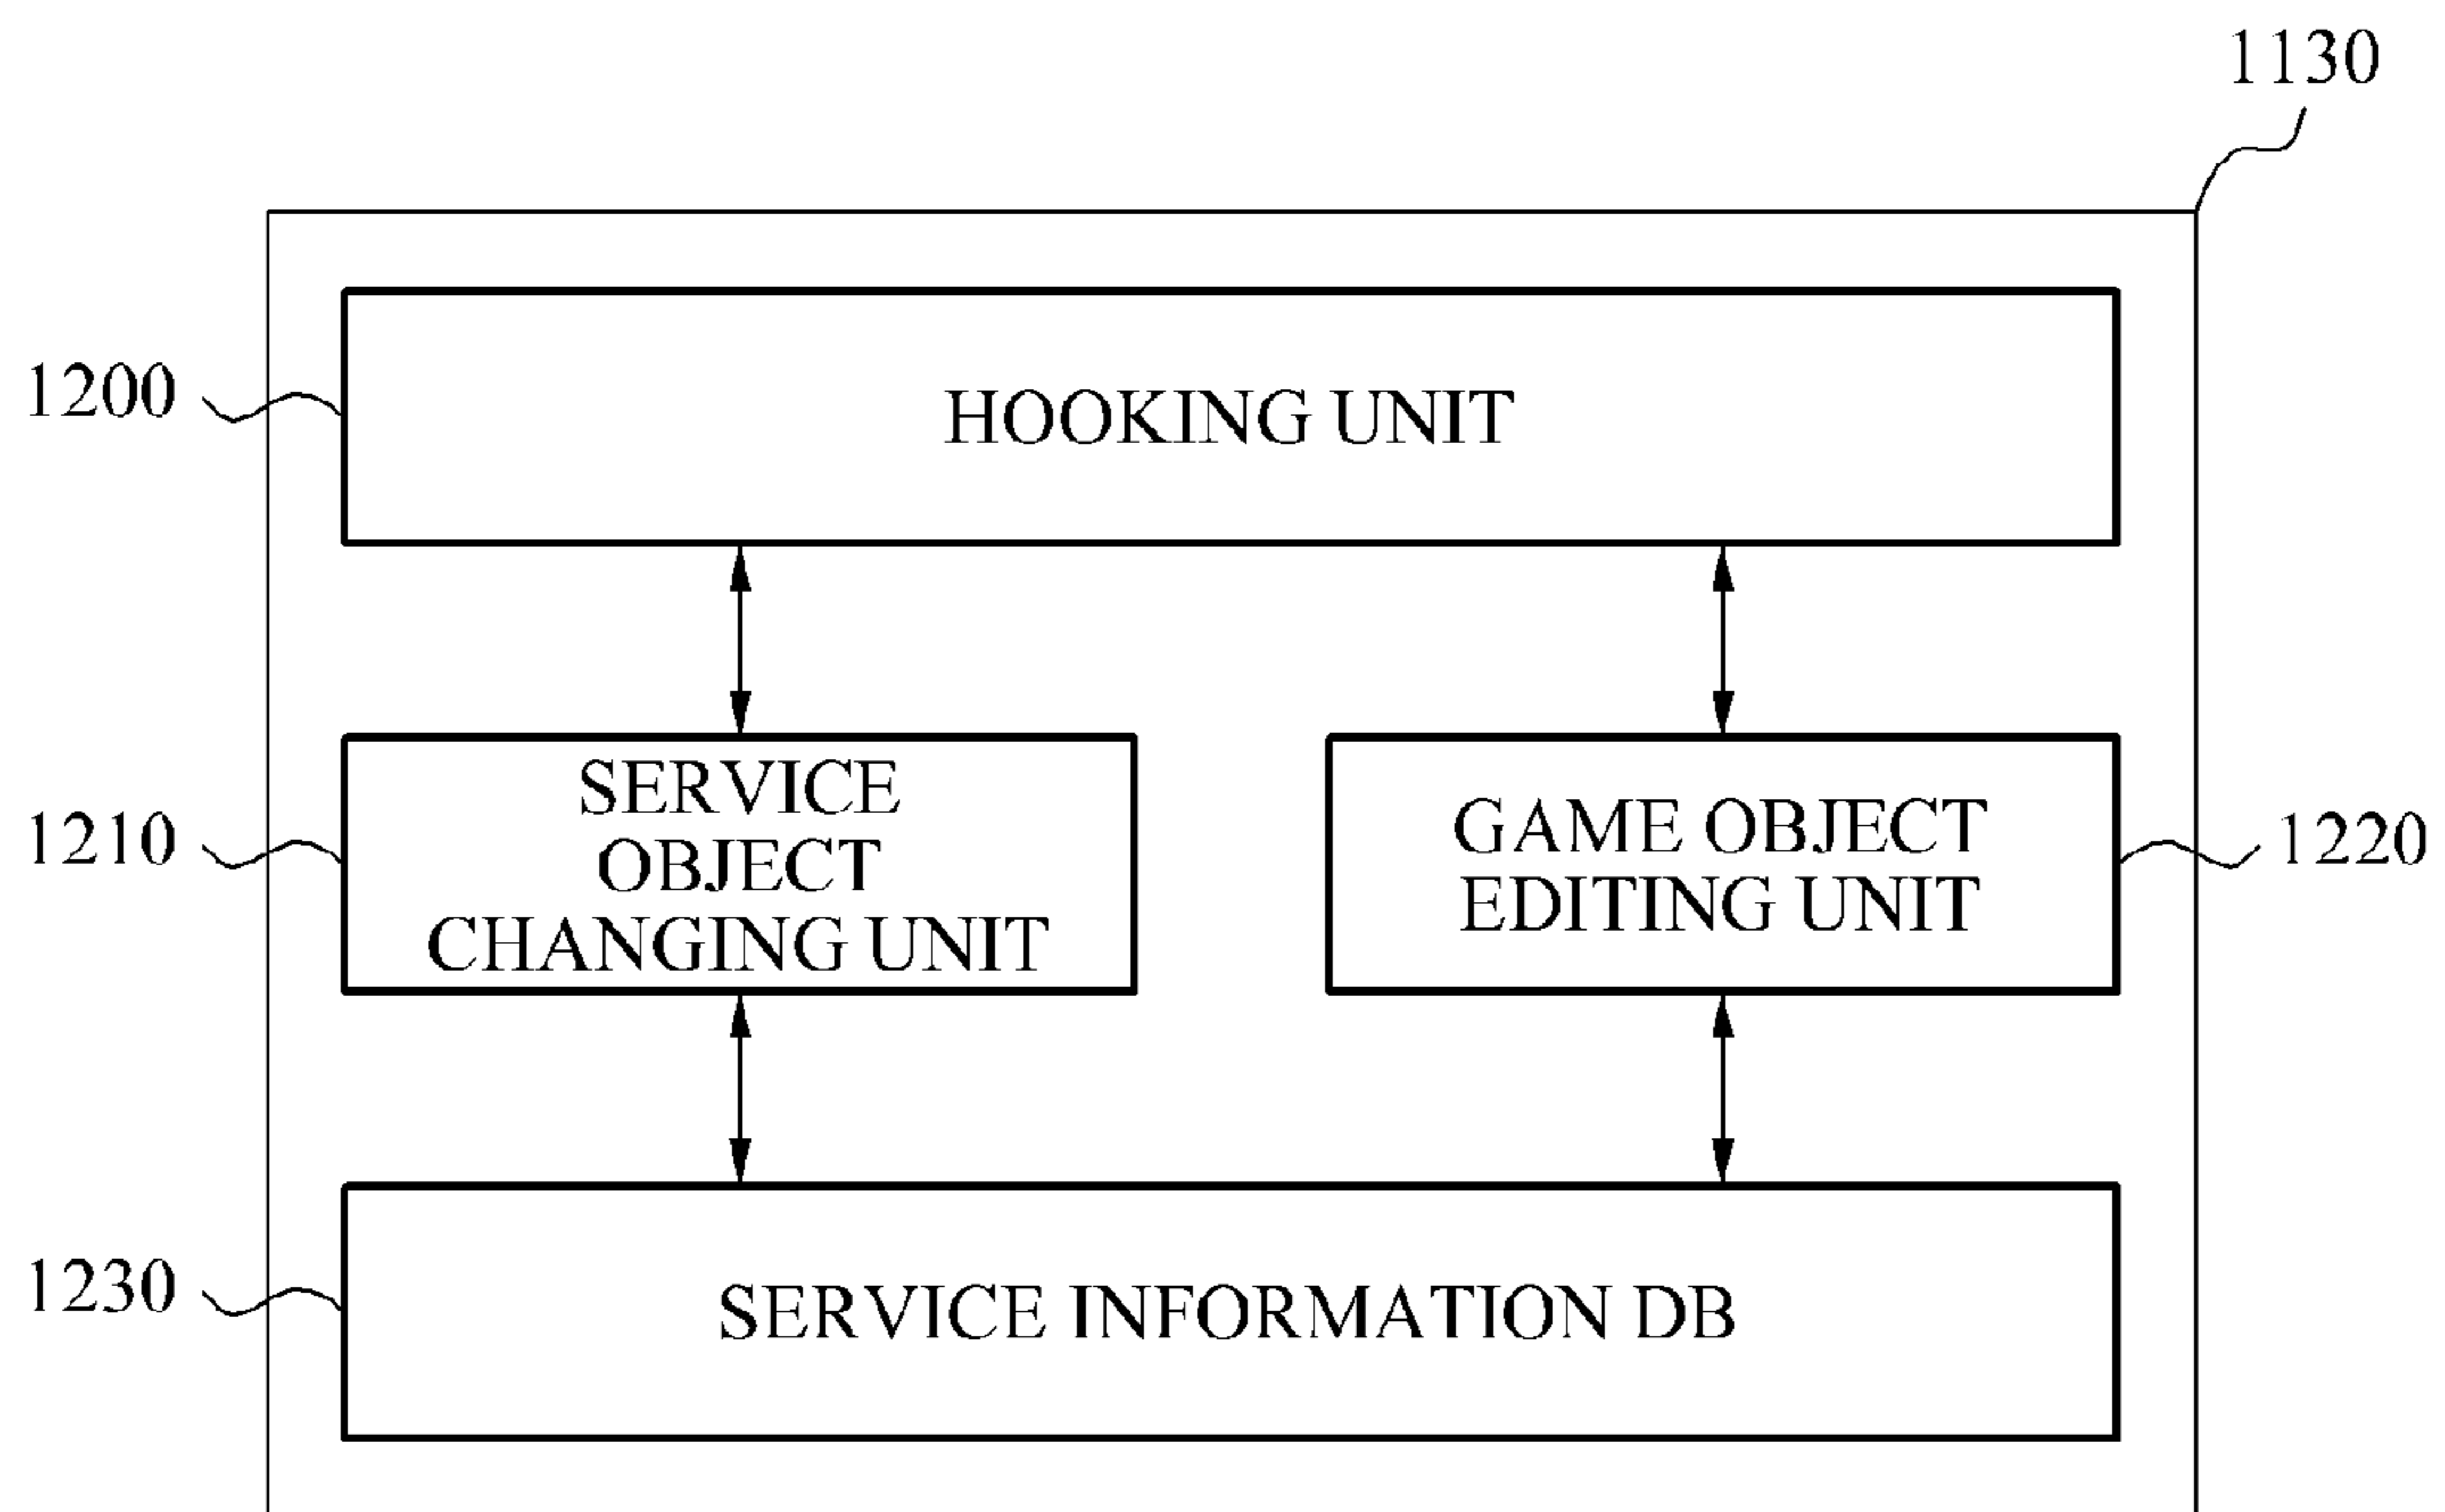 1130
1200
HOOKING UNIT
1210
SERVICE
OBJECT
CHANGING UNIT
GAME OBJECT
EDITING UNIT
1220
1230
SERVICE INFORMATION DB